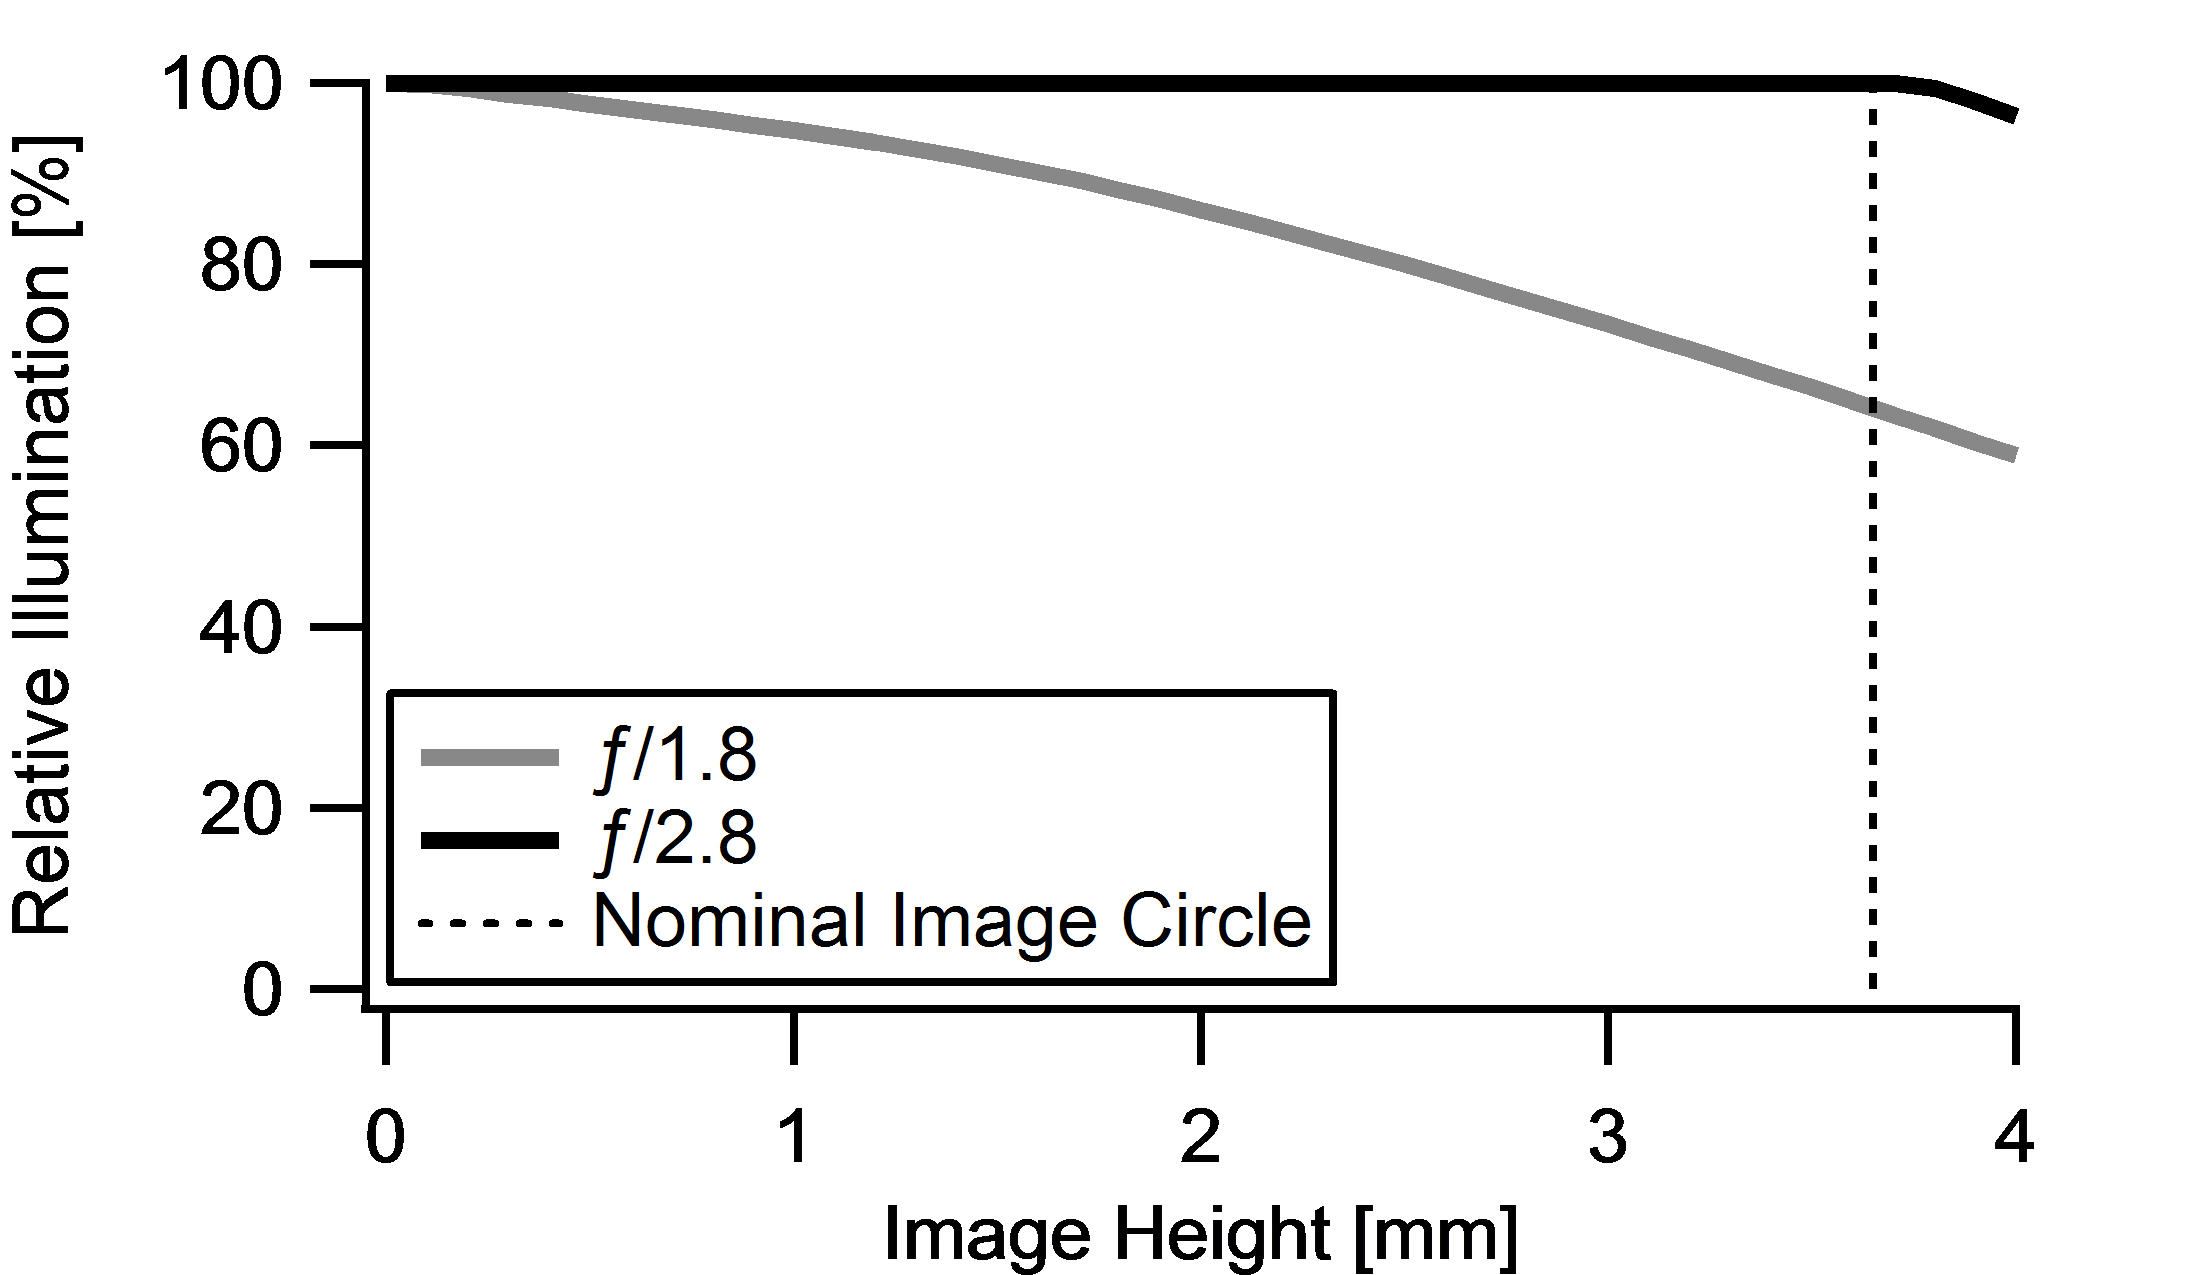 Relative Illumination [%]
100
80
60
40
20
0
ƒ/1.8
ƒ/2.8
Nominal Image Circle
0 1 2 3 4
Image Height [mm]